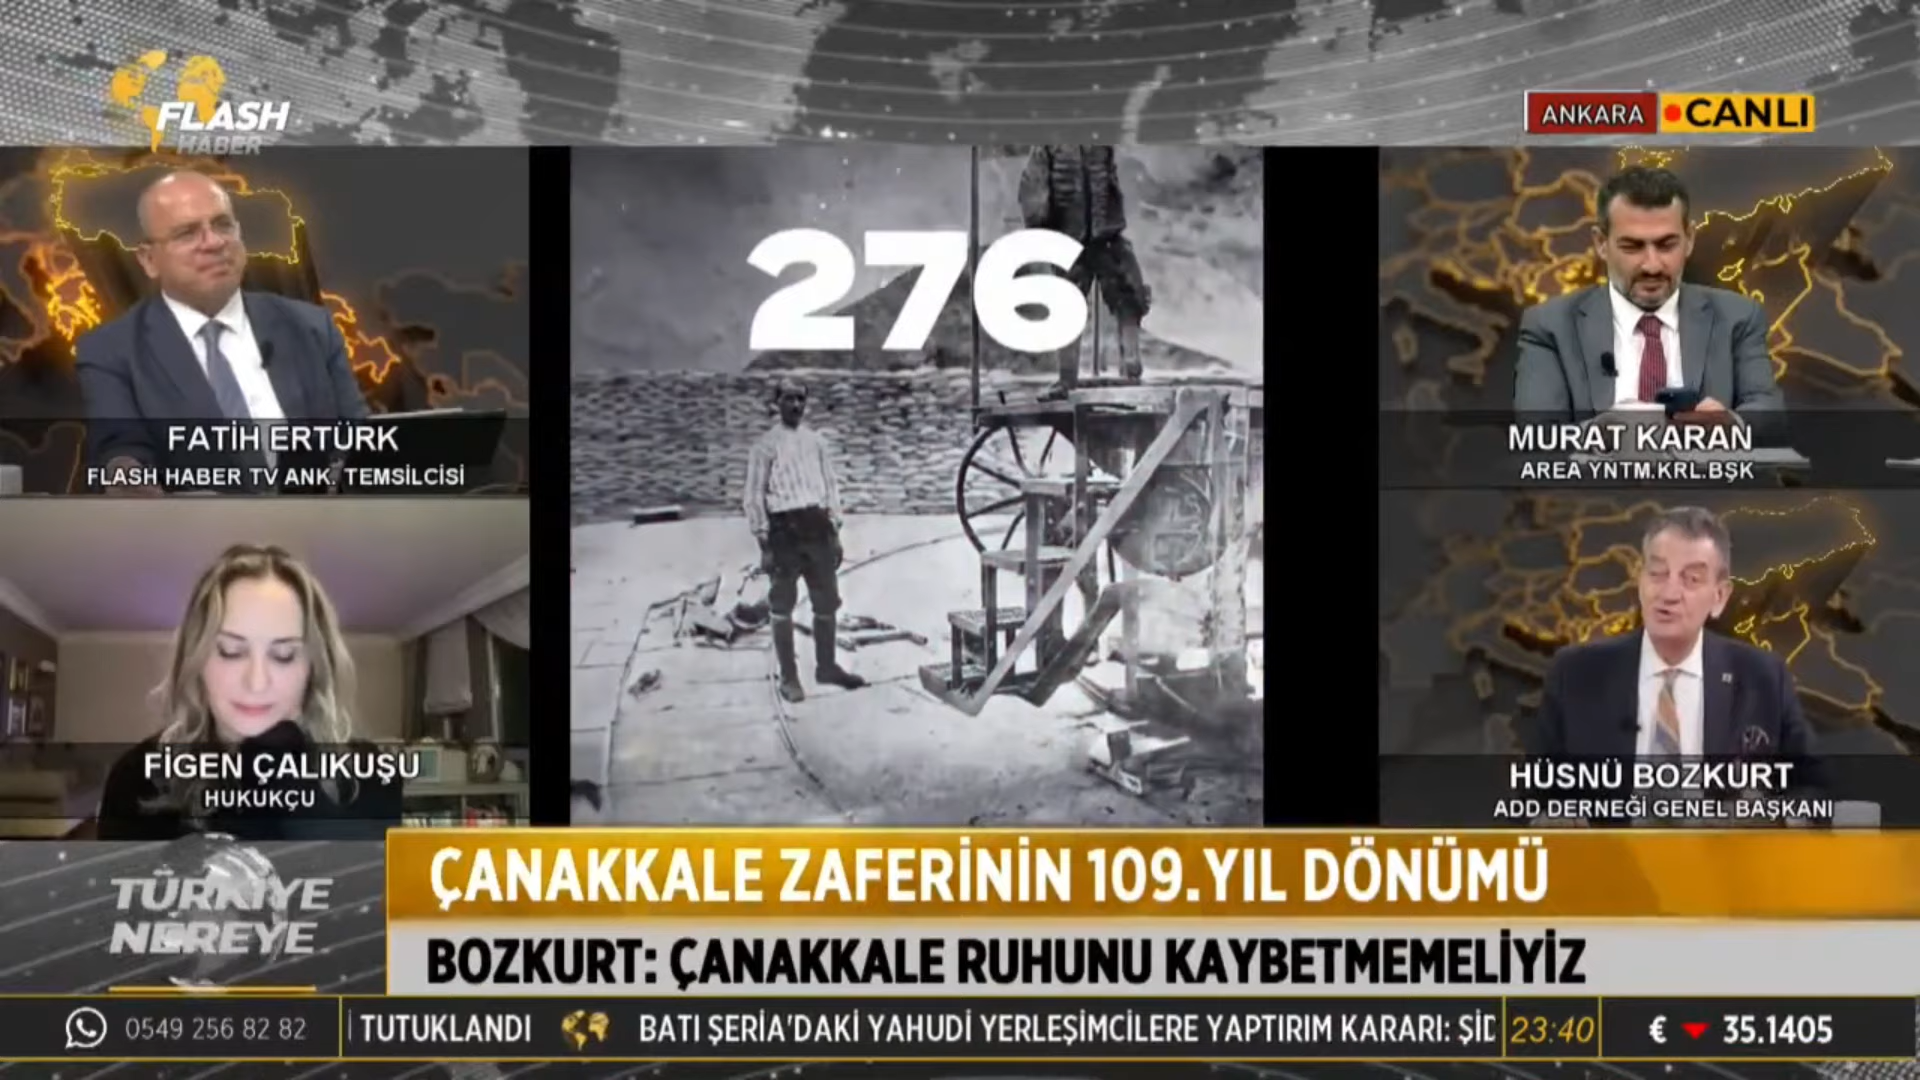 FLASH
HABER
ANKARA
CANLI
276
FATİH ERTÜRK
FLASH HABER TV ANK. TEMSİLCİSİ
MURAT KARAN
AREA YNTM.KRL.BŞK
FİGEN ÇALIKUŞU
HUKUKÇU
HÜSNÜ BOZKURT
ADD DERNEĞİ GENEL BAŞKANI
TÜRKİYE
NEREYE
ÇANAKKALE ZAFERİNİN 109.YIL DÖNÜMÜ
BOZKURT: ÇANAKKALE RUHUNU KAYBETMEMELİYİZ
0549 256 82 82
TUTUKLANDI
BATI ŞERİA'DAKİ YAHUDİ YERLEŞİMCİLERE YAPTIRIM KARARI: ŞİD
23:40
€ 35.1405